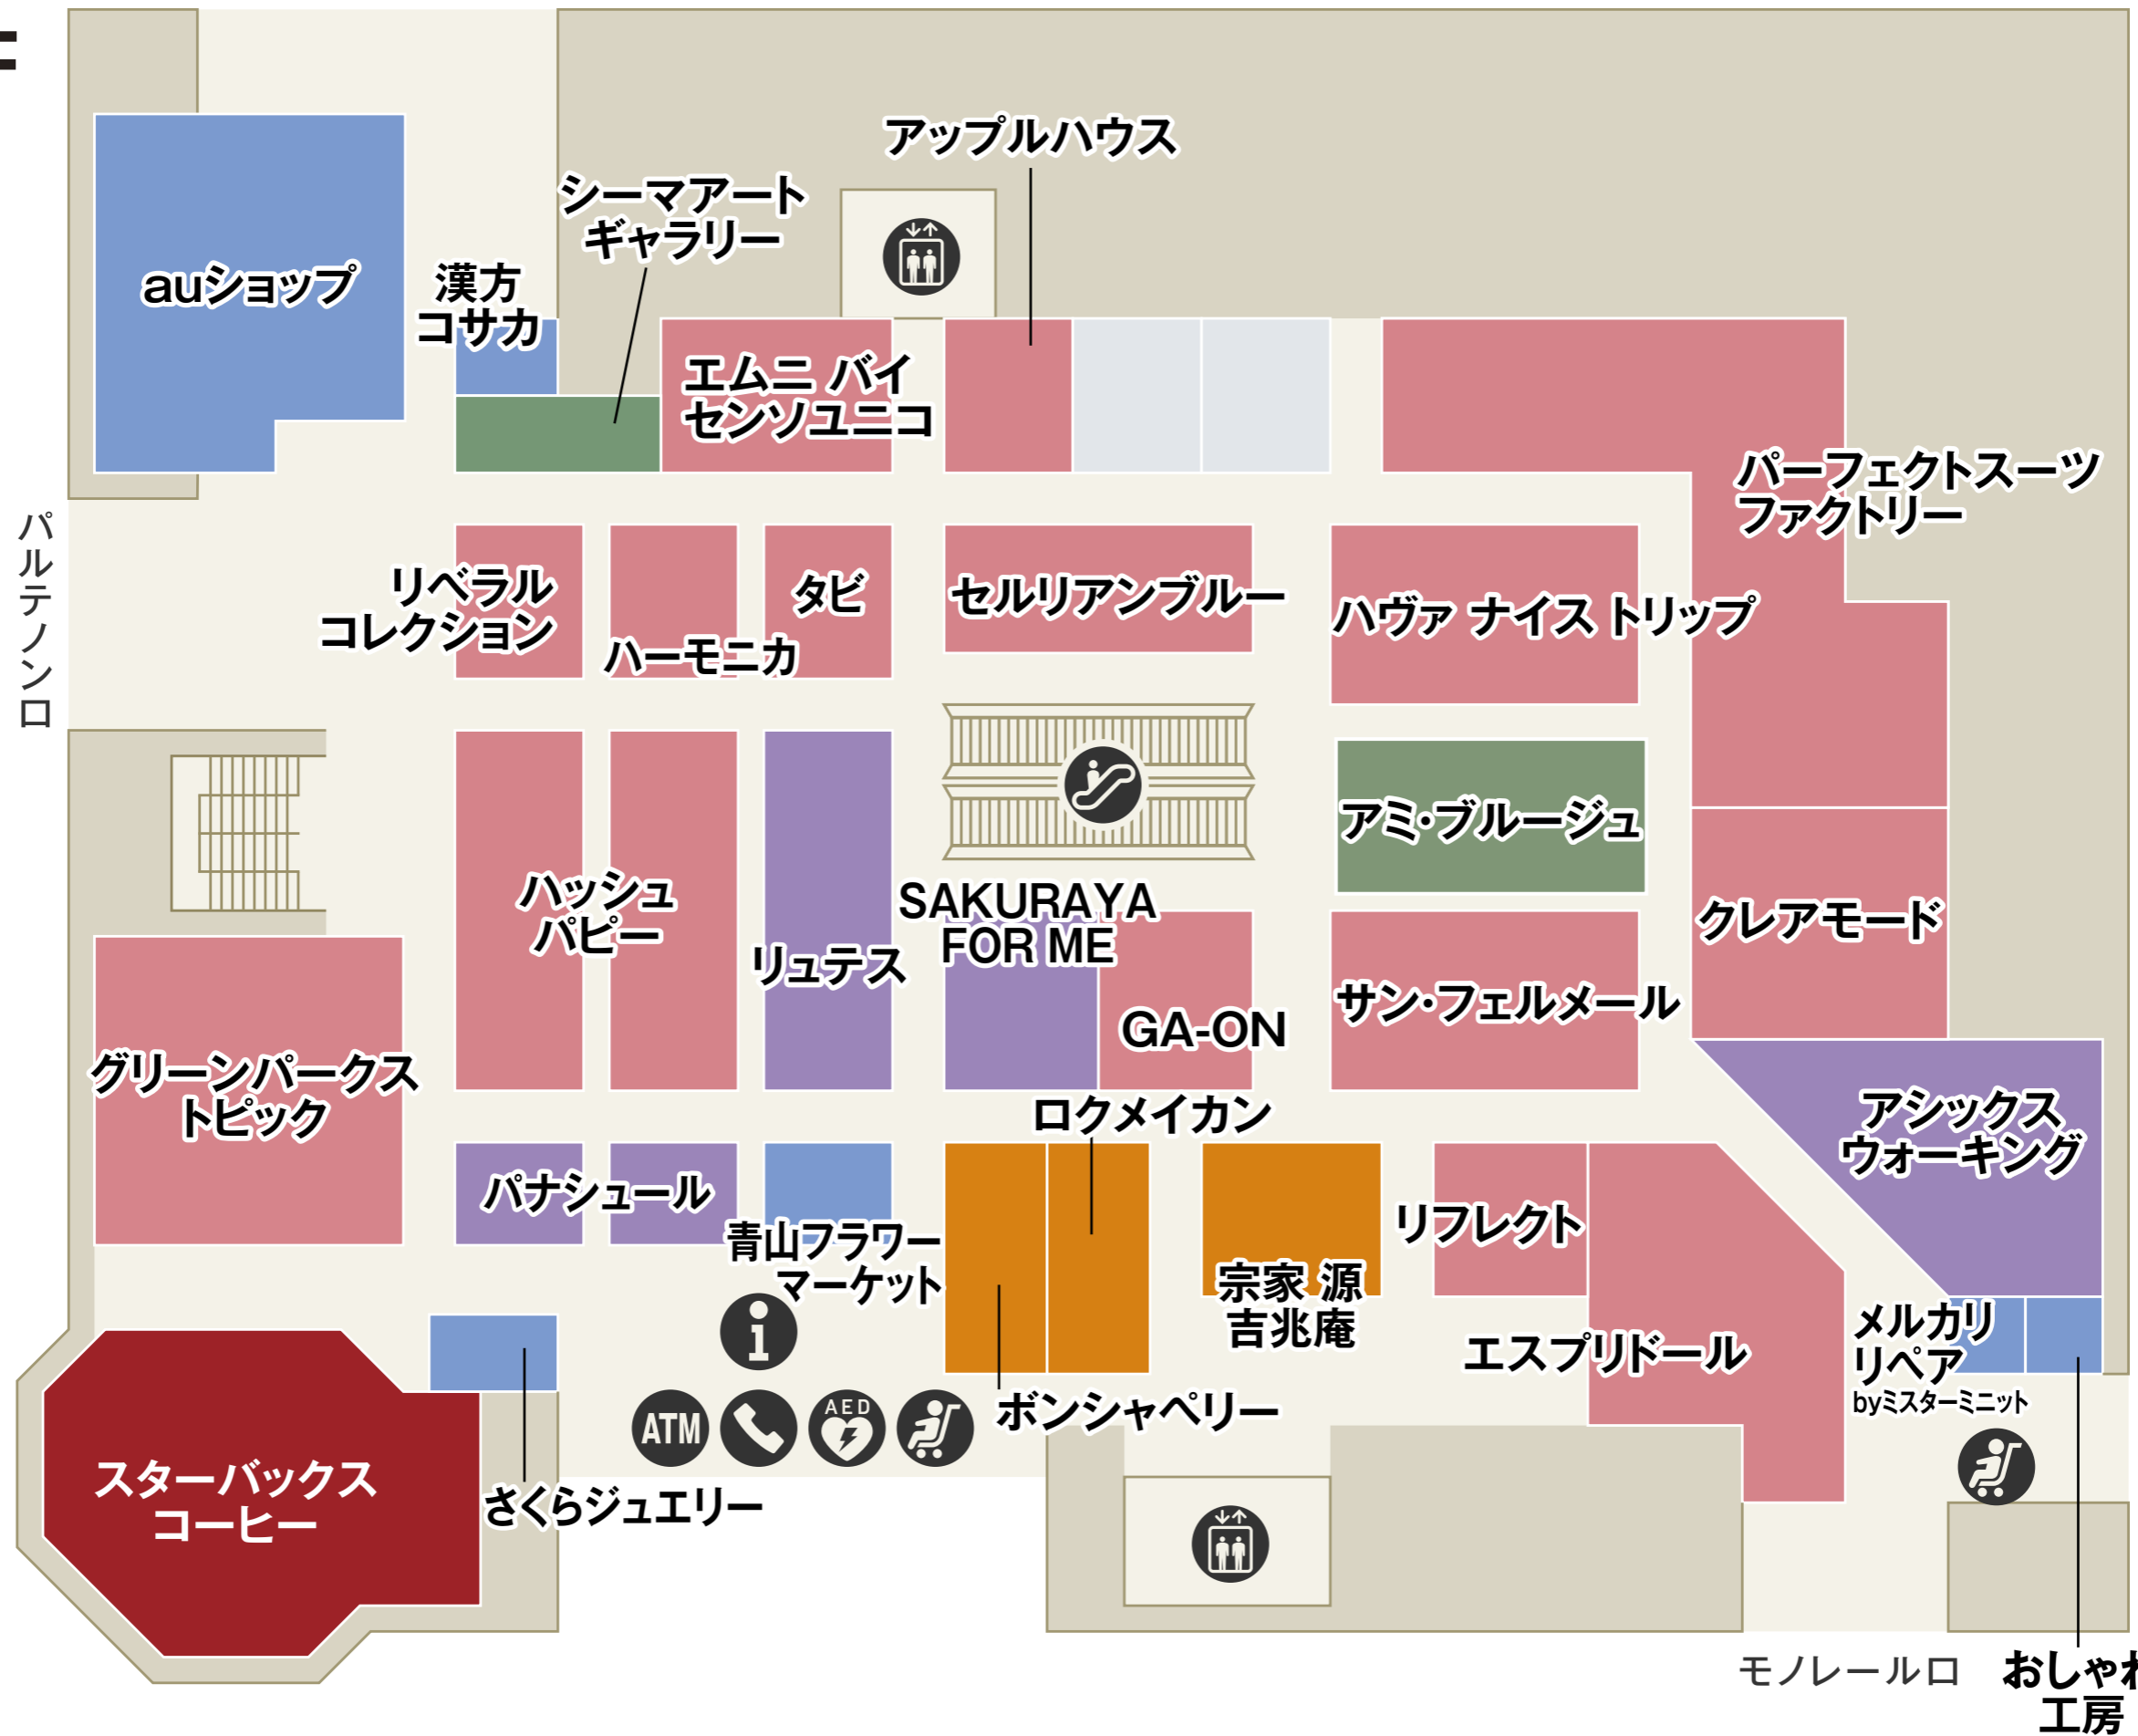 アップルハウス
シーマアート
ギャラリー
auショップ
漢方
コサカ
エムニ バイ
センソユニコ
パーフェクトスーツ
ファクトリー
パルテノン口
リベラル
コレクション
ハーモニカ
タビ
セルリアンブルー
ハヴァ ナイス トリップ
アミ・ブルージュ
ハッシュ
パピー
リュテス
SAKURAYA
FOR ME
GA-ON
サン・フェルメール
クレアモード
グリーンパークス
トピック
ロクメイカン
アシックス
ウォーキング
パナシュール
青山フラワー
マーケット
宗家 源
吉兆庵
リフレクト
エスプリドール
メルカリ
リペア
byミスターミニット
ボンシャペリー
ATM
AED
スターバックス
コーヒー
さくらジュエリー
モノレール口
おしゃれ
工房